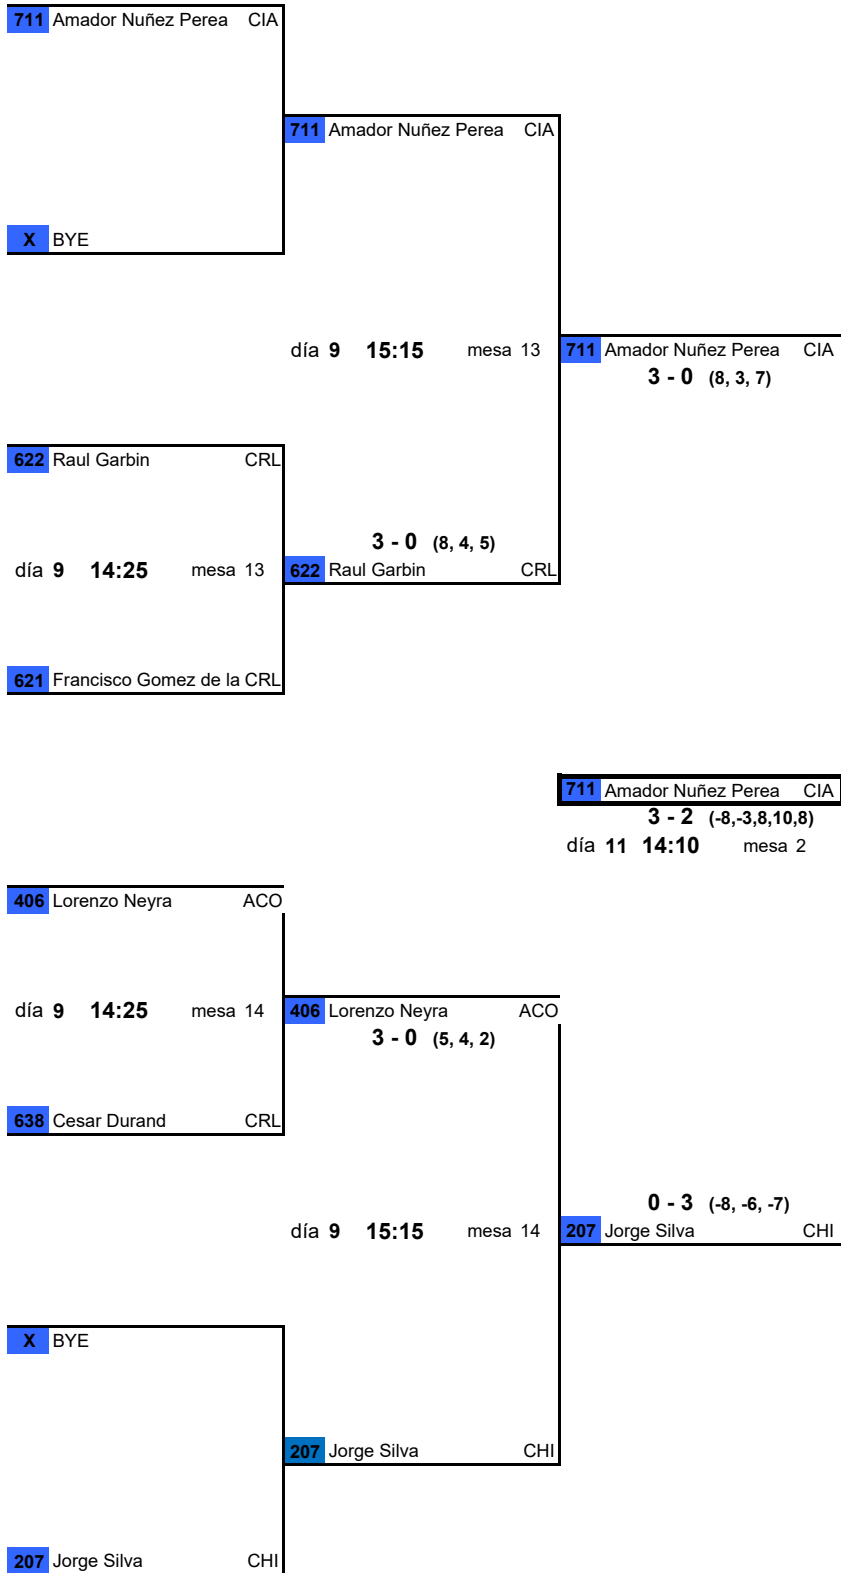 711 Amador Nuñez Perea CIA
711 Amador Nuñez Perea CIA
X BYE
día 9 15:15 mesa 13 711 Amador Nuñez Perea CIA
3 - 0 (8, 3, 7)
622 Raul Garbin CRL
3 - 0 (8, 4, 5)
día 9 14:25 mesa 13 622 Raul Garbin CRL
621 Francisco Gomez de la CRL
711 Amador Nuñez Perea CIA
3 - 2 (-8,-3,8,10,8)
día 11 14:10 mesa 2
406 Lorenzo Neyra ACO
día 9 14:25 mesa 14 406 Lorenzo Neyra ACO
3 - 0 (5, 4, 2)
638 Cesar Durand CRL
0 - 3 (-8, -6, -7)
día 9 15:15 mesa 14 207 Jorge Silva CHI
X BYE
207 Jorge Silva CHI
207 Jorge Silva CHI